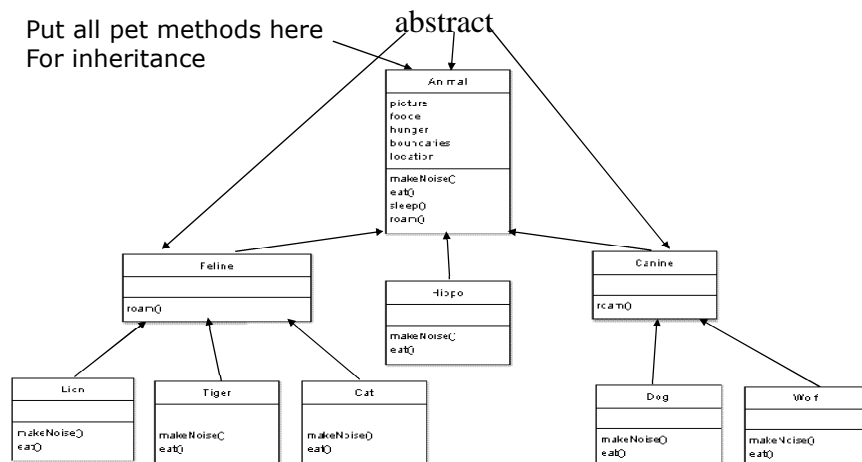 Put all pet methods here
For inheritance
abstract
Animal
picture
foode
hunger
boundaries
location
makeNoise()
eat()
sleep()
roam()
Feline
roam()
Hippo
makeNoise()
eat()
Canine
roam()
Lion
makeNoise()
eat()
Tiger
makeNoise()
eat()
Cat
makeNoise()
eat()
Dog
makeNoise()
eat()
Wolf
makeNoise()
eat()